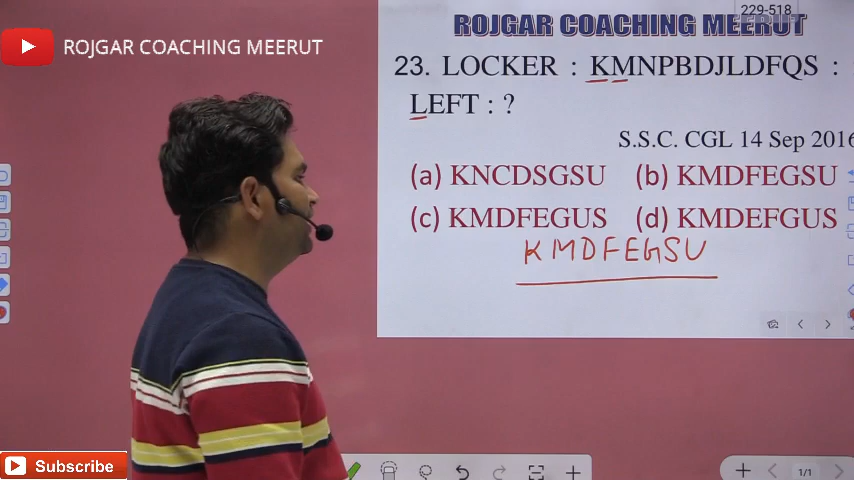 229-518
ROJGAR COACHING MEERUT
ROJGAR COACHING MEERUT
23. LOCKER : KMNPBDJLDFQS :
LEFT : ?
S.S.C. CGL 14 Sep 2016
(a) KNCDSGSU (b) KMDFEGSU
(c) KMDFEGUS (d) KMDEFGUS
KMDFEGSU
Subscribe
1/1